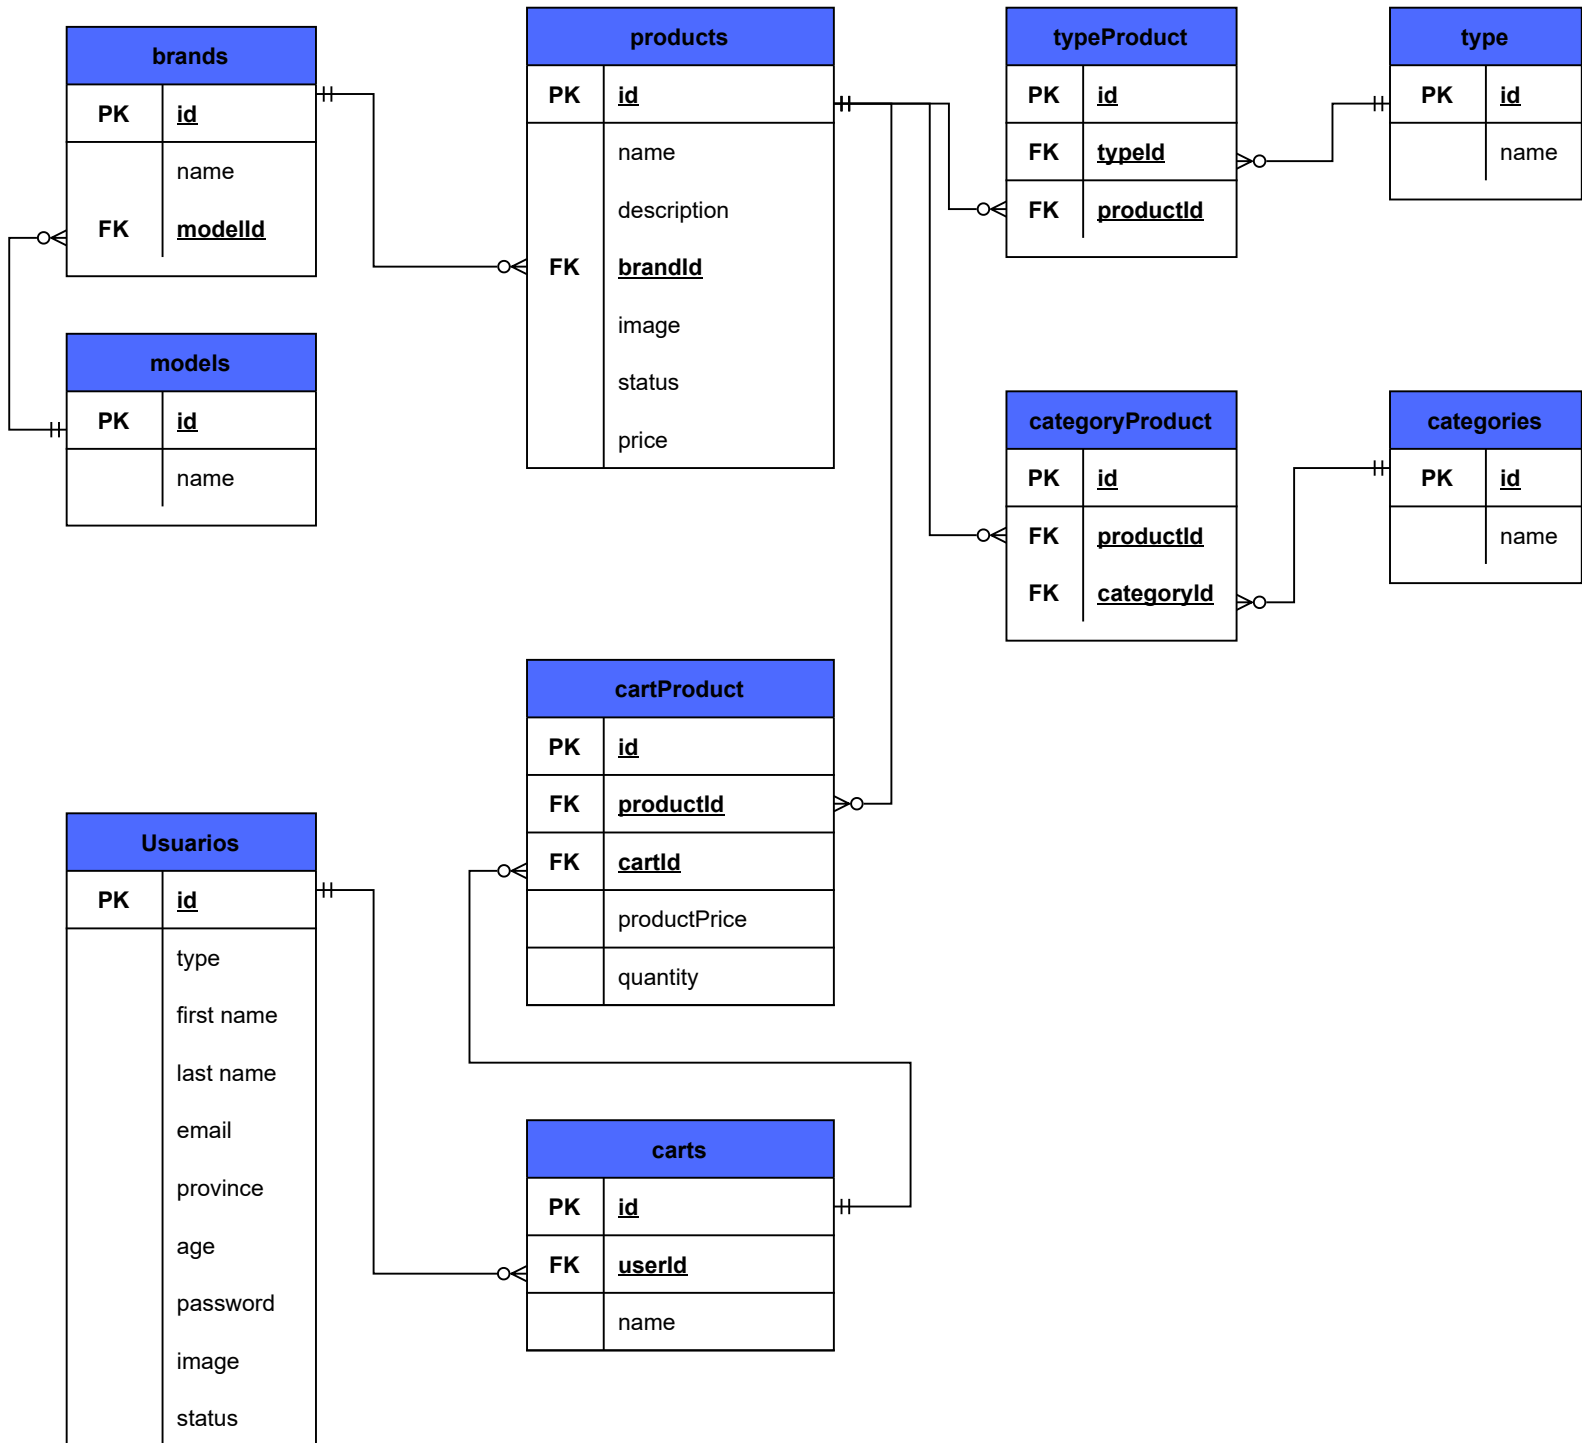 brands
PK id
name
FK modelId
models
PK id
name
products
PK id
name
description
FK brandId
image
status
price
typeProduct
PK id
FK typeId
FK productId
type
PK id
name
categoryProduct
PK id
FK productId
FK categoryId
categories
PK id
name
cartProduct
PK id
FK productId
FK cartId
productPrice
quantity
Usuarios
PK id
type
first name
last name
email
province
age
password
image
status
carts
PK id
FK userId
name